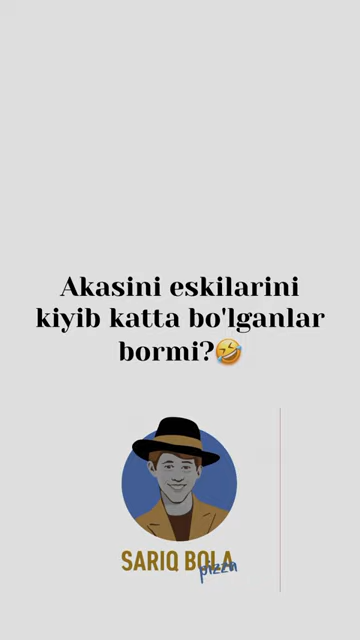 Akasini eskilarini
kiyib katta bo'lganlar
bormi?🤣
SARIQ BOLA
pizza